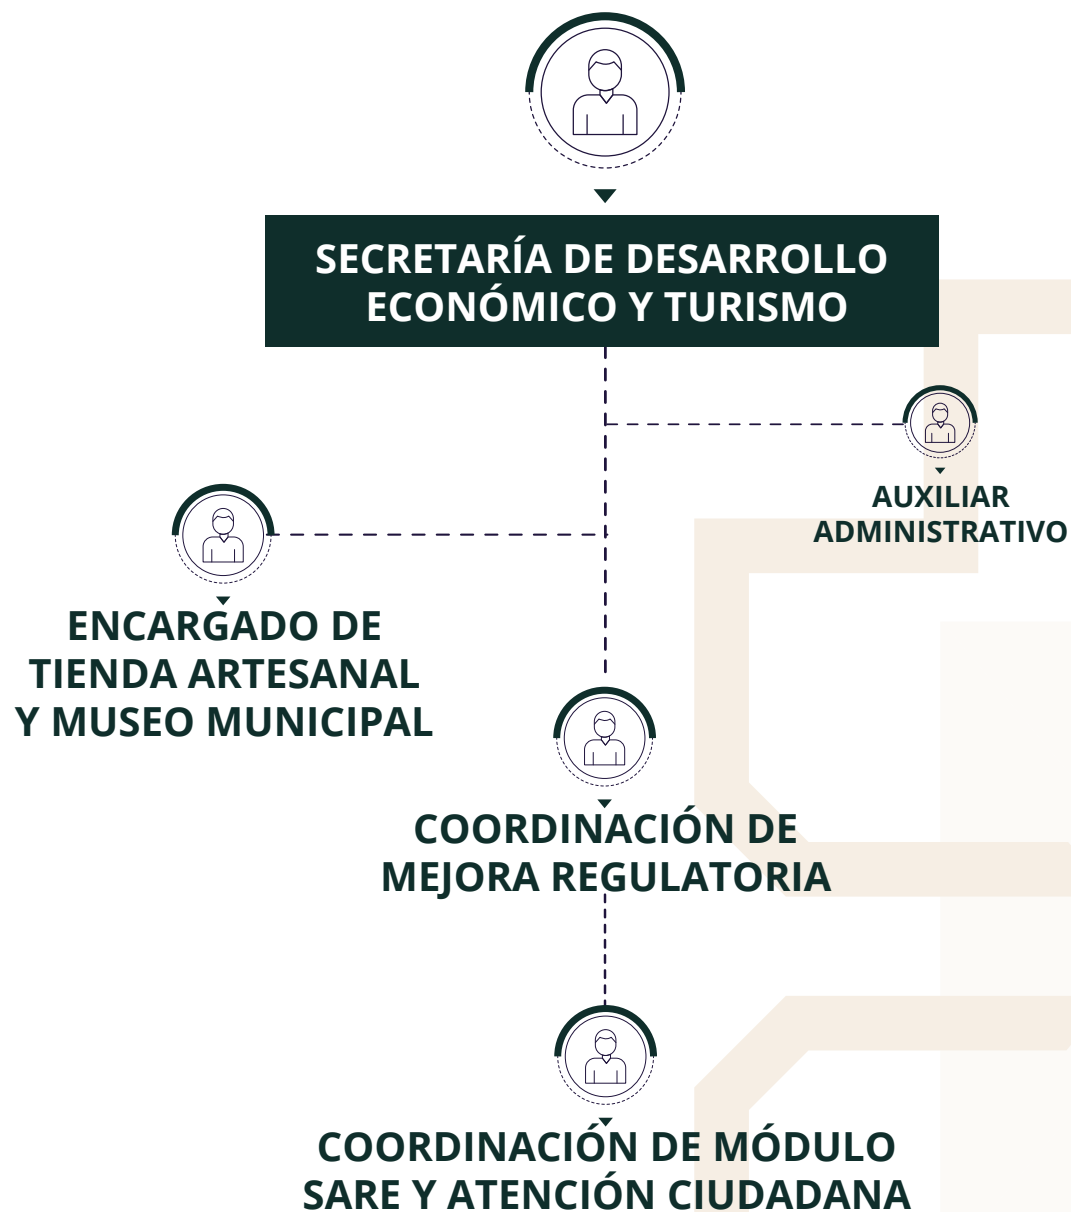 SECRETARÍA DE DESARROLLO
ECONÓMICO Y TURISMO
AUXILIAR
ADMINISTRATIVO
ENCARGADO DE
TIENDA ARTESANAL
Y MUSEO MUNICIPAL
COORDINACIÓN DE
MEJORA REGULATORIA
COORDINACIÓN DE MÓDULO
SARE Y ATENCIÓN CIUDADANA